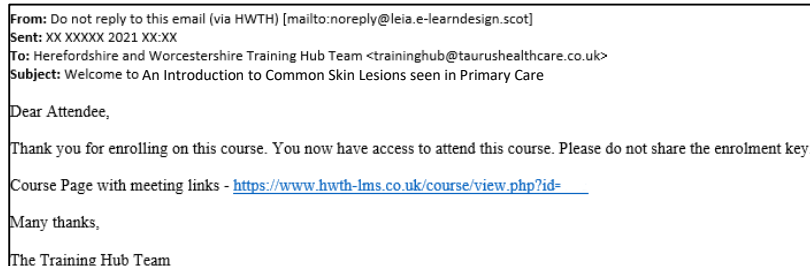 From: Do not reply to this email (via HWTH) [mailto:noreply@leia.e-learndesign.scot]
Sent: XX XXXXX 2021 XX:XX
To: Herefordshire and Worcestershire Training Hub Team <traininghub@taurushealthcare.co.uk>
Subject: Welcome to An Introduction to Common Skin Lesions seen in Primary Care
Dear Attendee,
Thank you for enrolling on this course. You now have access to attend this course. Please do not share the enrolment key
Course Page with meeting links - https://www.hwth-lms.co.uk/course/view.php?id=
Many thanks,
The Training Hub Team